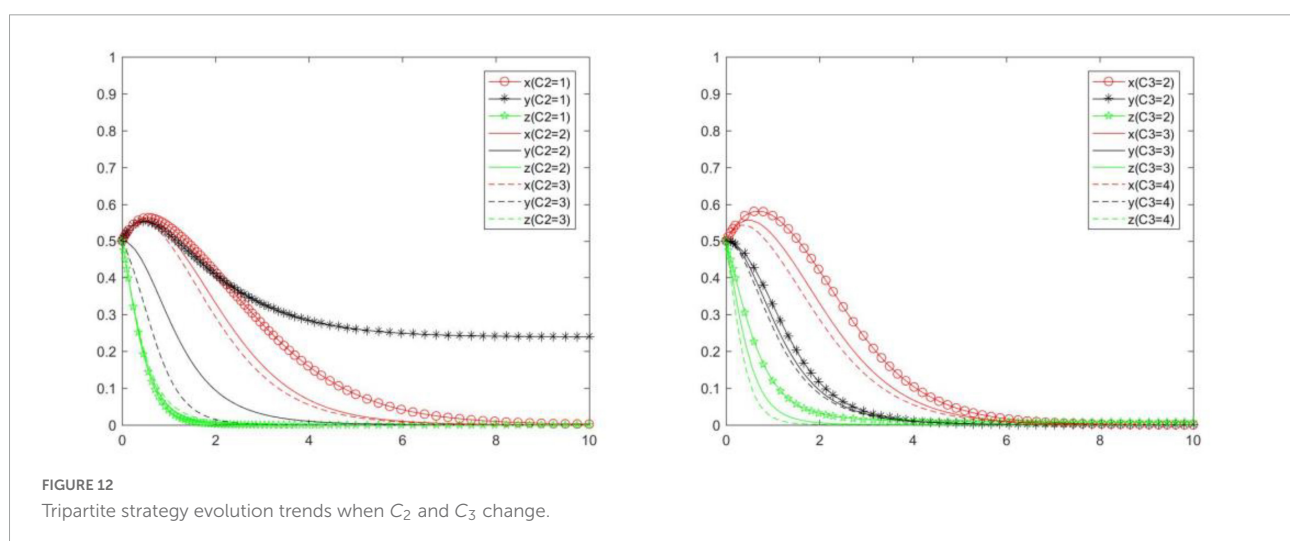 1
0.9
0.8
0.7
0.6
0.5
0.4
0.3
0.2
0.1
0
0 2 4 6 8 10
x(C2=1)
y(C2=1)
z(C2=1)
x(C2=2)
y(C2=2)
z(C2=2)
x(C2=3)
y(C2=3)
z(C2=3)
1
0.9
0.8
0.7
0.6
0.5
0.4
0.3
0.2
0.1
0
0 2 4 6 8 10
x(C3=2)
y(C3=2)
z(C3=2)
x(C3=3)
y(C3=3)
z(C3=3)
x(C3=4)
y(C3=4)
z(C3=4)
FIGURE 12
Tripartite strategy evolution trends when C₂ and C₃ change.